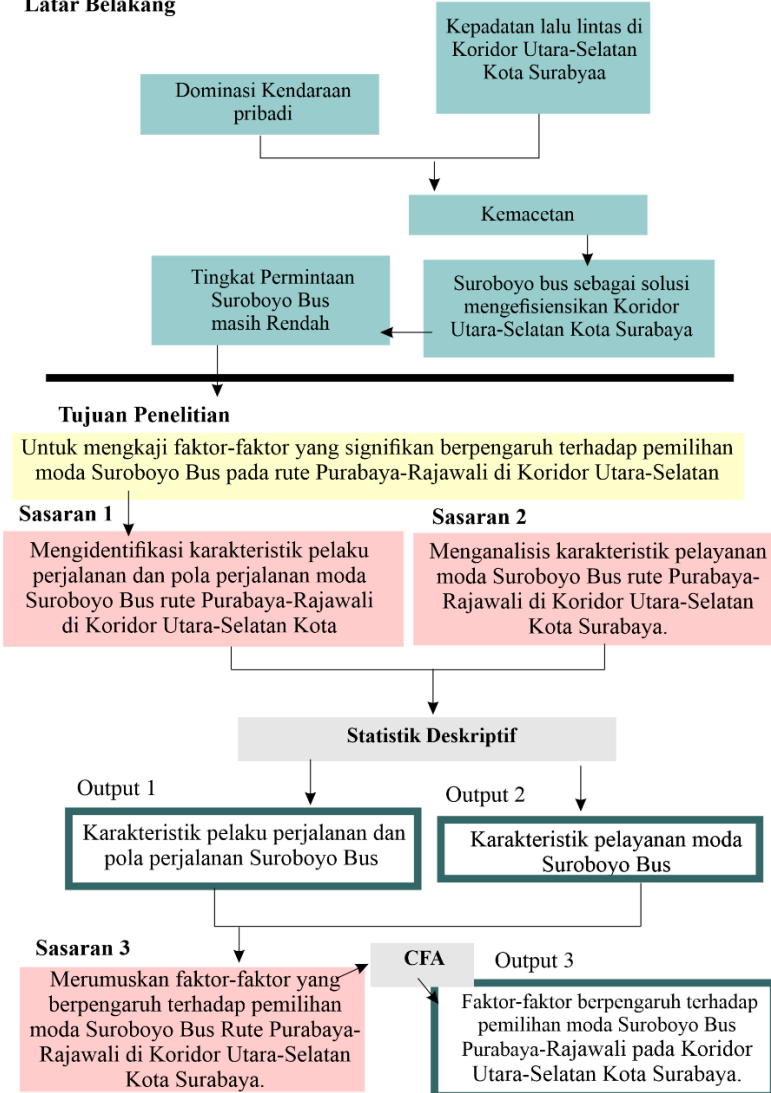 Latar Belakang
Kepadatan lalu lintas di
Koridor Utara-Selatan
Kota Surabyaa
Dominasi Kendaraan
pribadi
Kemacetan
Tingkat Permintaan
Suroboyo Bus
masih Rendah
Suroboyo bus sebagai solusi
mengefisiensikan Koridor
Utara-Selatan Kota Surabaya
Tujuan Penelitian
Untuk mengkaji faktor-faktor yang signifikan berpengaruh terhadap pemilihan
moda Suroboyo Bus pada rute Purabaya-Rajawali di Koridor Utara-Selatan
Sasaran 1
Mengidentifikasi karakteristik pelaku
perjalanan dan pola perjalanan moda
Suroboyo Bus rute Purabaya-Rajawali
di Koridor Utara-Selatan Kota
Sasaran 2
Menganalisis karakteristik pelayanan
moda Suroboyo Bus rute Purabaya-
Rajawali di Koridor Utara-Selatan
Kota Surabaya.
Statistik Deskriptif
Output 1
Karakteristik pelaku perjalanan dan
pola perjalanan Suroboyo Bus
Output 2
Karakteristik pelayanan moda
Suroboyo Bus
Sasaran 3
Merumuskan faktor-faktor yang
berpengaruh terhadap pemilihan
moda Suroboyo Bus Rute Purabaya-
Rajawali di Koridor Utara-Selatan
Kota Surabaya.
CFA
Output 3
Faktor-faktor berpengaruh terhadap
pemilihan moda Suroboyo Bus
Purabaya-Rajawali pada Koridor
Utara-Selatan Kota Surabaya.